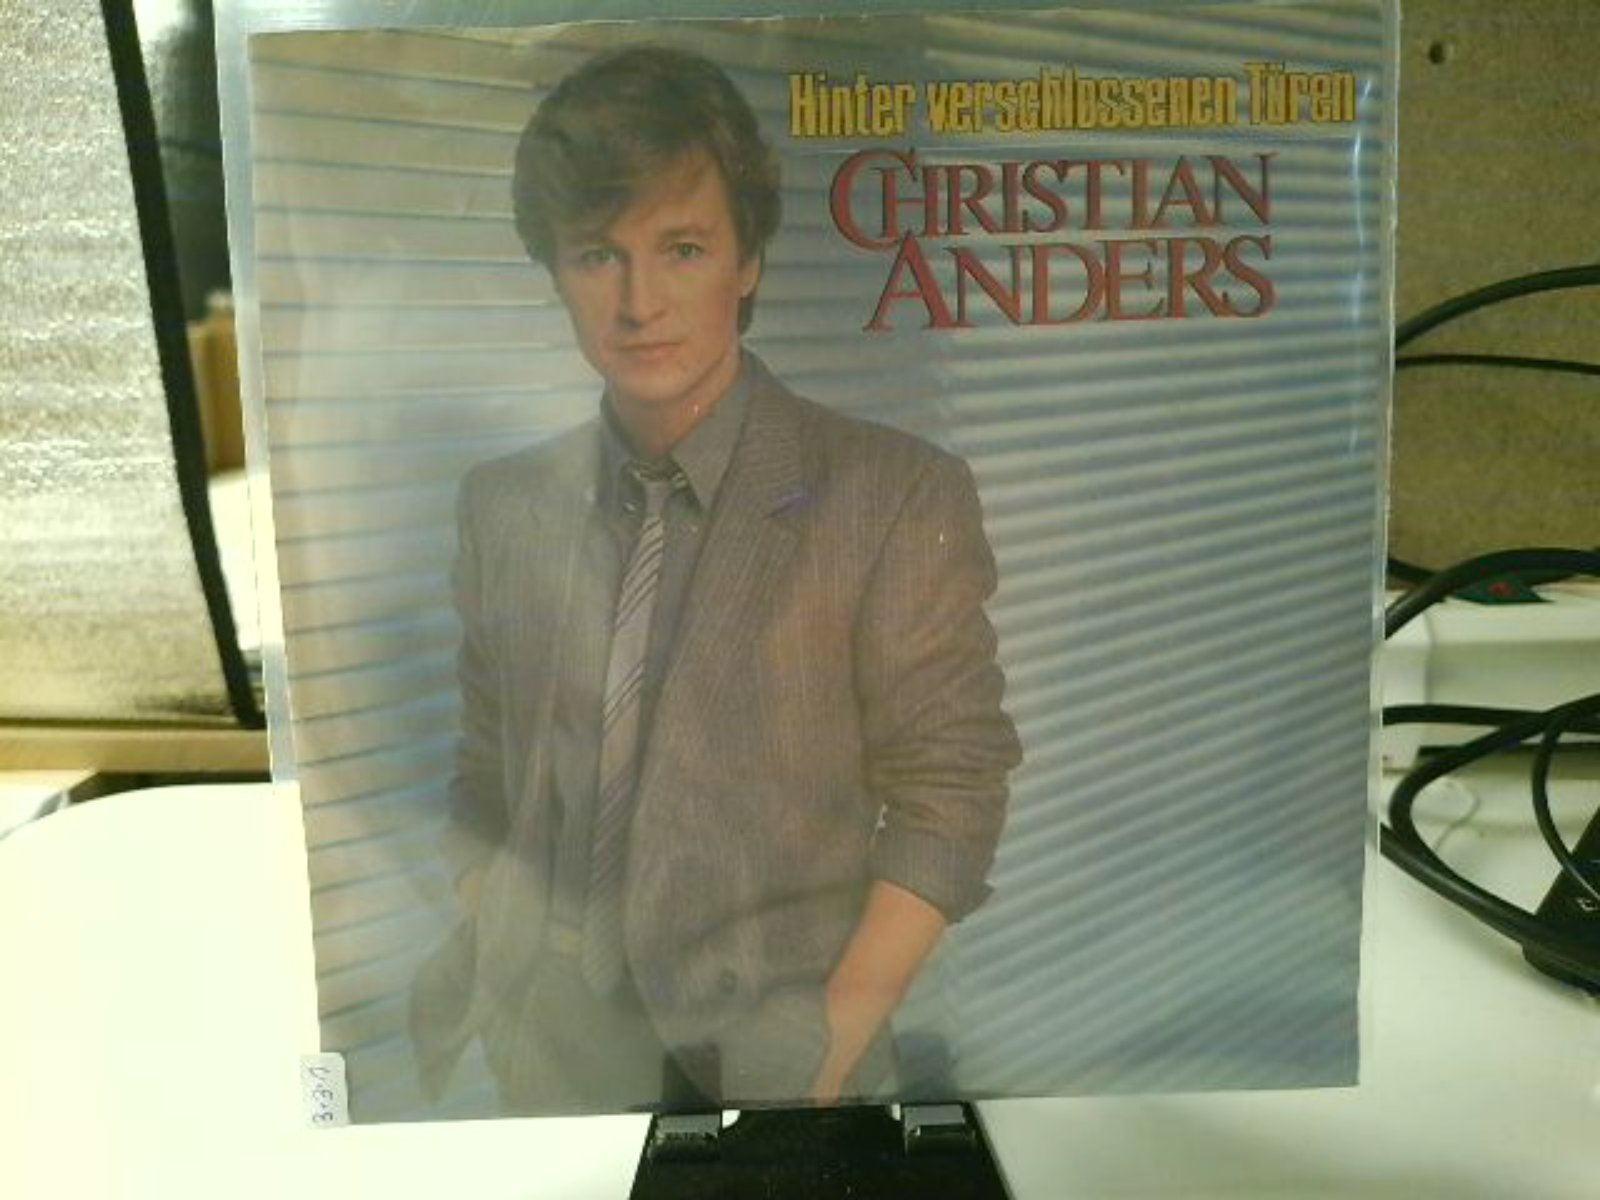 Hinter verschlossenen Türen
CHRISTIAN
ANDERS